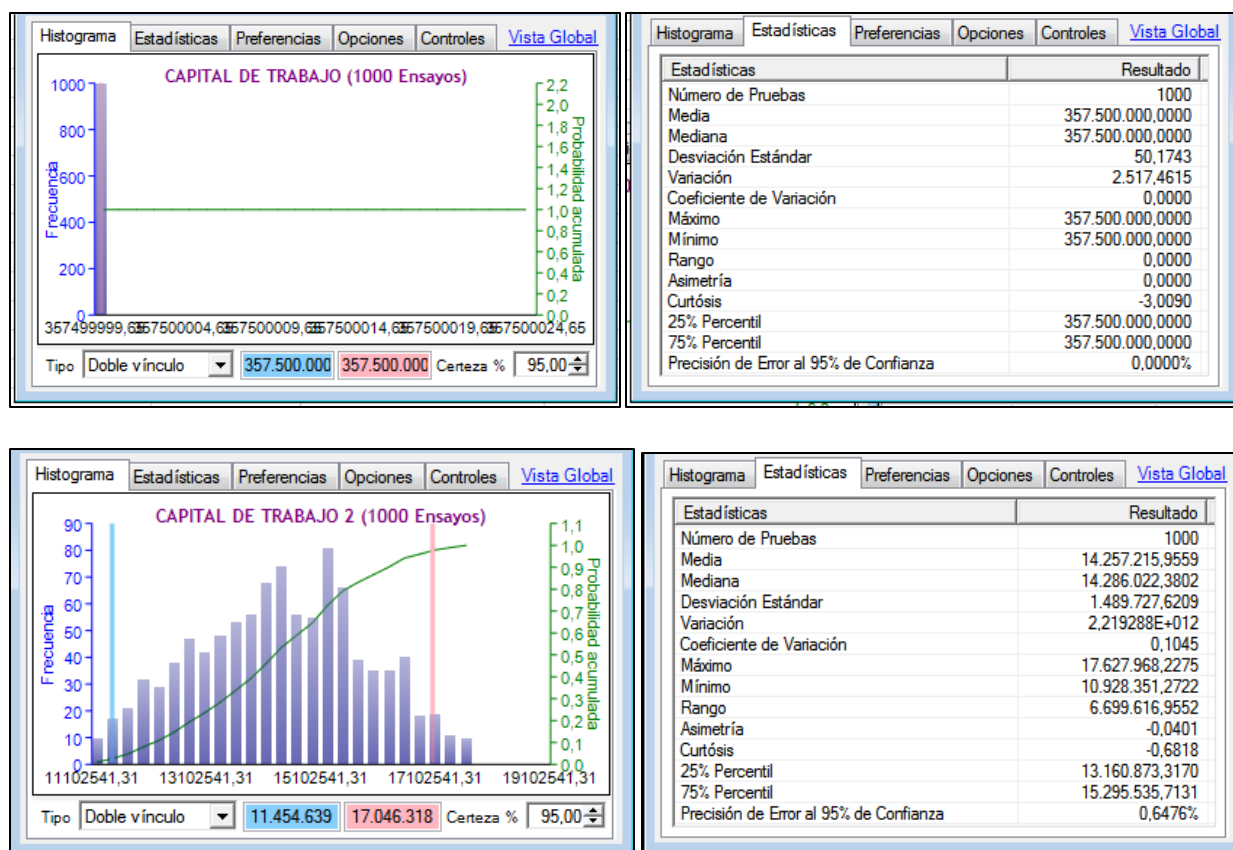 Histograma Estadísticas Preferencias Opciones Controles Vista Global
CAPITAL DE TRABAJO (1000 Ensayos)
Frecuencia
1000
800
600
400
200
0
2,2
2,0
1,8
1,6
1,4
1,2
1,0
0,8
0,6
0,4
0,2
0,0
Probabilidad acumulada
357499999,65 357500004,65 357500009,65 357500014,65 357500019,65 357500024,65
Tipo Doble vínculo 357.500.000 357.500.000 Certeza % 95,00
Histograma Estadísticas Preferencias Opciones Controles Vista Global
Estadísticas Resultado
Número de Pruebas 1000
Media 357.500.000,0000
Mediana 357.500.000,0000
Desviación Estándar 50,1743
Variación 2.517,4615
Coeficiente de Variación 0,0000
Máximo 357.500.000,0000
Mínimo 357.500.000,0000
Rango 0,0000
Asimetría 0,0000
Curtósis -3,0090
25% Percentil 357.500.000,0000
75% Percentil 357.500.000,0000
Precisión de Error al 95% de Confianza 0,0000%
Histograma Estadísticas Preferencias Opciones Controles Vista Global
CAPITAL DE TRABAJO 2 (1000 Ensayos)
Frecuencia
90
80
70
60
50
40
30
20
10
0
1,1
1,0
0,9
0,8
0,7
0,6
0,5
0,4
0,3
0,2
0,1
0,0
Probabilidad acumulada
11102541,31 13102541,31 15102541,31 17102541,31 19102541,31
Tipo Doble vínculo 11.454.639 17.046.318 Certeza % 95,00
Histograma Estadísticas Preferencias Opciones Controles Vista Global
Estadísticas Resultado
Número de Pruebas 1000
Media 14.257.215,9559
Mediana 14.286.022,3802
Desviación Estándar 1.489.727,6209
Variación 2,219288E+012
Coeficiente de Variación 0,1045
Máximo 17.627.968,2275
Mínimo 10.928.351,2722
Rango 6.699.616,9552
Asimetría -0,0401
Curtósis -0,6818
25% Percentil 13.160.873,3170
75% Percentil 15.295.535,7131
Precisión de Error al 95% de Confianza 0,6476%